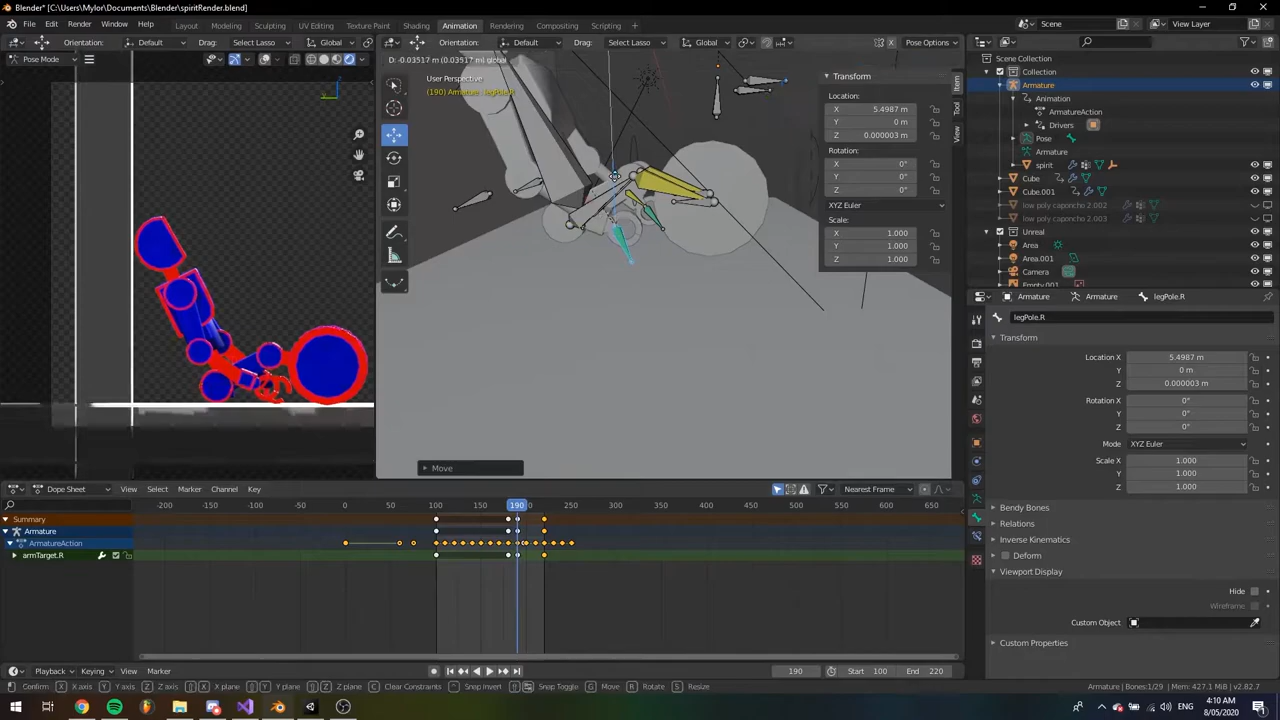 Blender* [C:\Users\Mylor\Documents\Blender\spiritRender.blend]
File Edit Render Window Help Layout Modeling Sculpting UV Editing Texture Paint Shading Animation Rendering Compositing Scripting Scene View Layer
Orientation: Default Drag: Select Lasso Global Orientation: Default Drag: Select Lasso Global Pose Options
Pose Mode D: -0.03517 m (0.03517 m) global
User Perspective
(190) Armature : legPole.R
Transform
Location:
X 5.4987 m
Y 0 m
Z 0.000003 m
Rotation:
X 0°
Y 0°
Z 0°
XYZ Euler
Scale:
X 1.000
Y 1.000
Z 1.000
Item
Tool
View
Scene Collection
Collection
Armature
Animation
ArmatureAction
Drivers
Pose
Armature
spirit
Cube
Cube.001
low poly caponcho 2.002
low poly caponcho 2.003
Unreal
Area
Area.001
Camera
Empty.001
Armature Armature legPole.R
legPole.R
Transform
Location X 5.4987 m
Y 0 m
Z 0.000003 m
Rotation X 0°
Y 0°
Z 0°
Mode XYZ Euler
Scale X 1.000
Y 1.000
Z 1.000
Bendy Bones
Relations
Inverse Kinematics
Deform
Viewport Display
Hide
Wireframe
Custom Object
Custom Properties
Move
Dope Sheet View Select Marker Channel Key Nearest Frame
-200 -150 -100 -50 0 50 100 150 190 250 300 350 400 450 500 550 600 650
Summary
Armature
ArmatureAction
armTarget.R
Playback Keying View Marker 190 Start 100 End 220
Confirm X X axis Y Y axis Z Z axis X X plane Y Y plane Z Z plane C Clear Constraints Snap Invert Snap Toggle G Move R Rotate S Resize Armature | Bones:1/29 | Mem: 427.1 MiB | v2.82.7
ENG 4:10 AM
8/05/2020